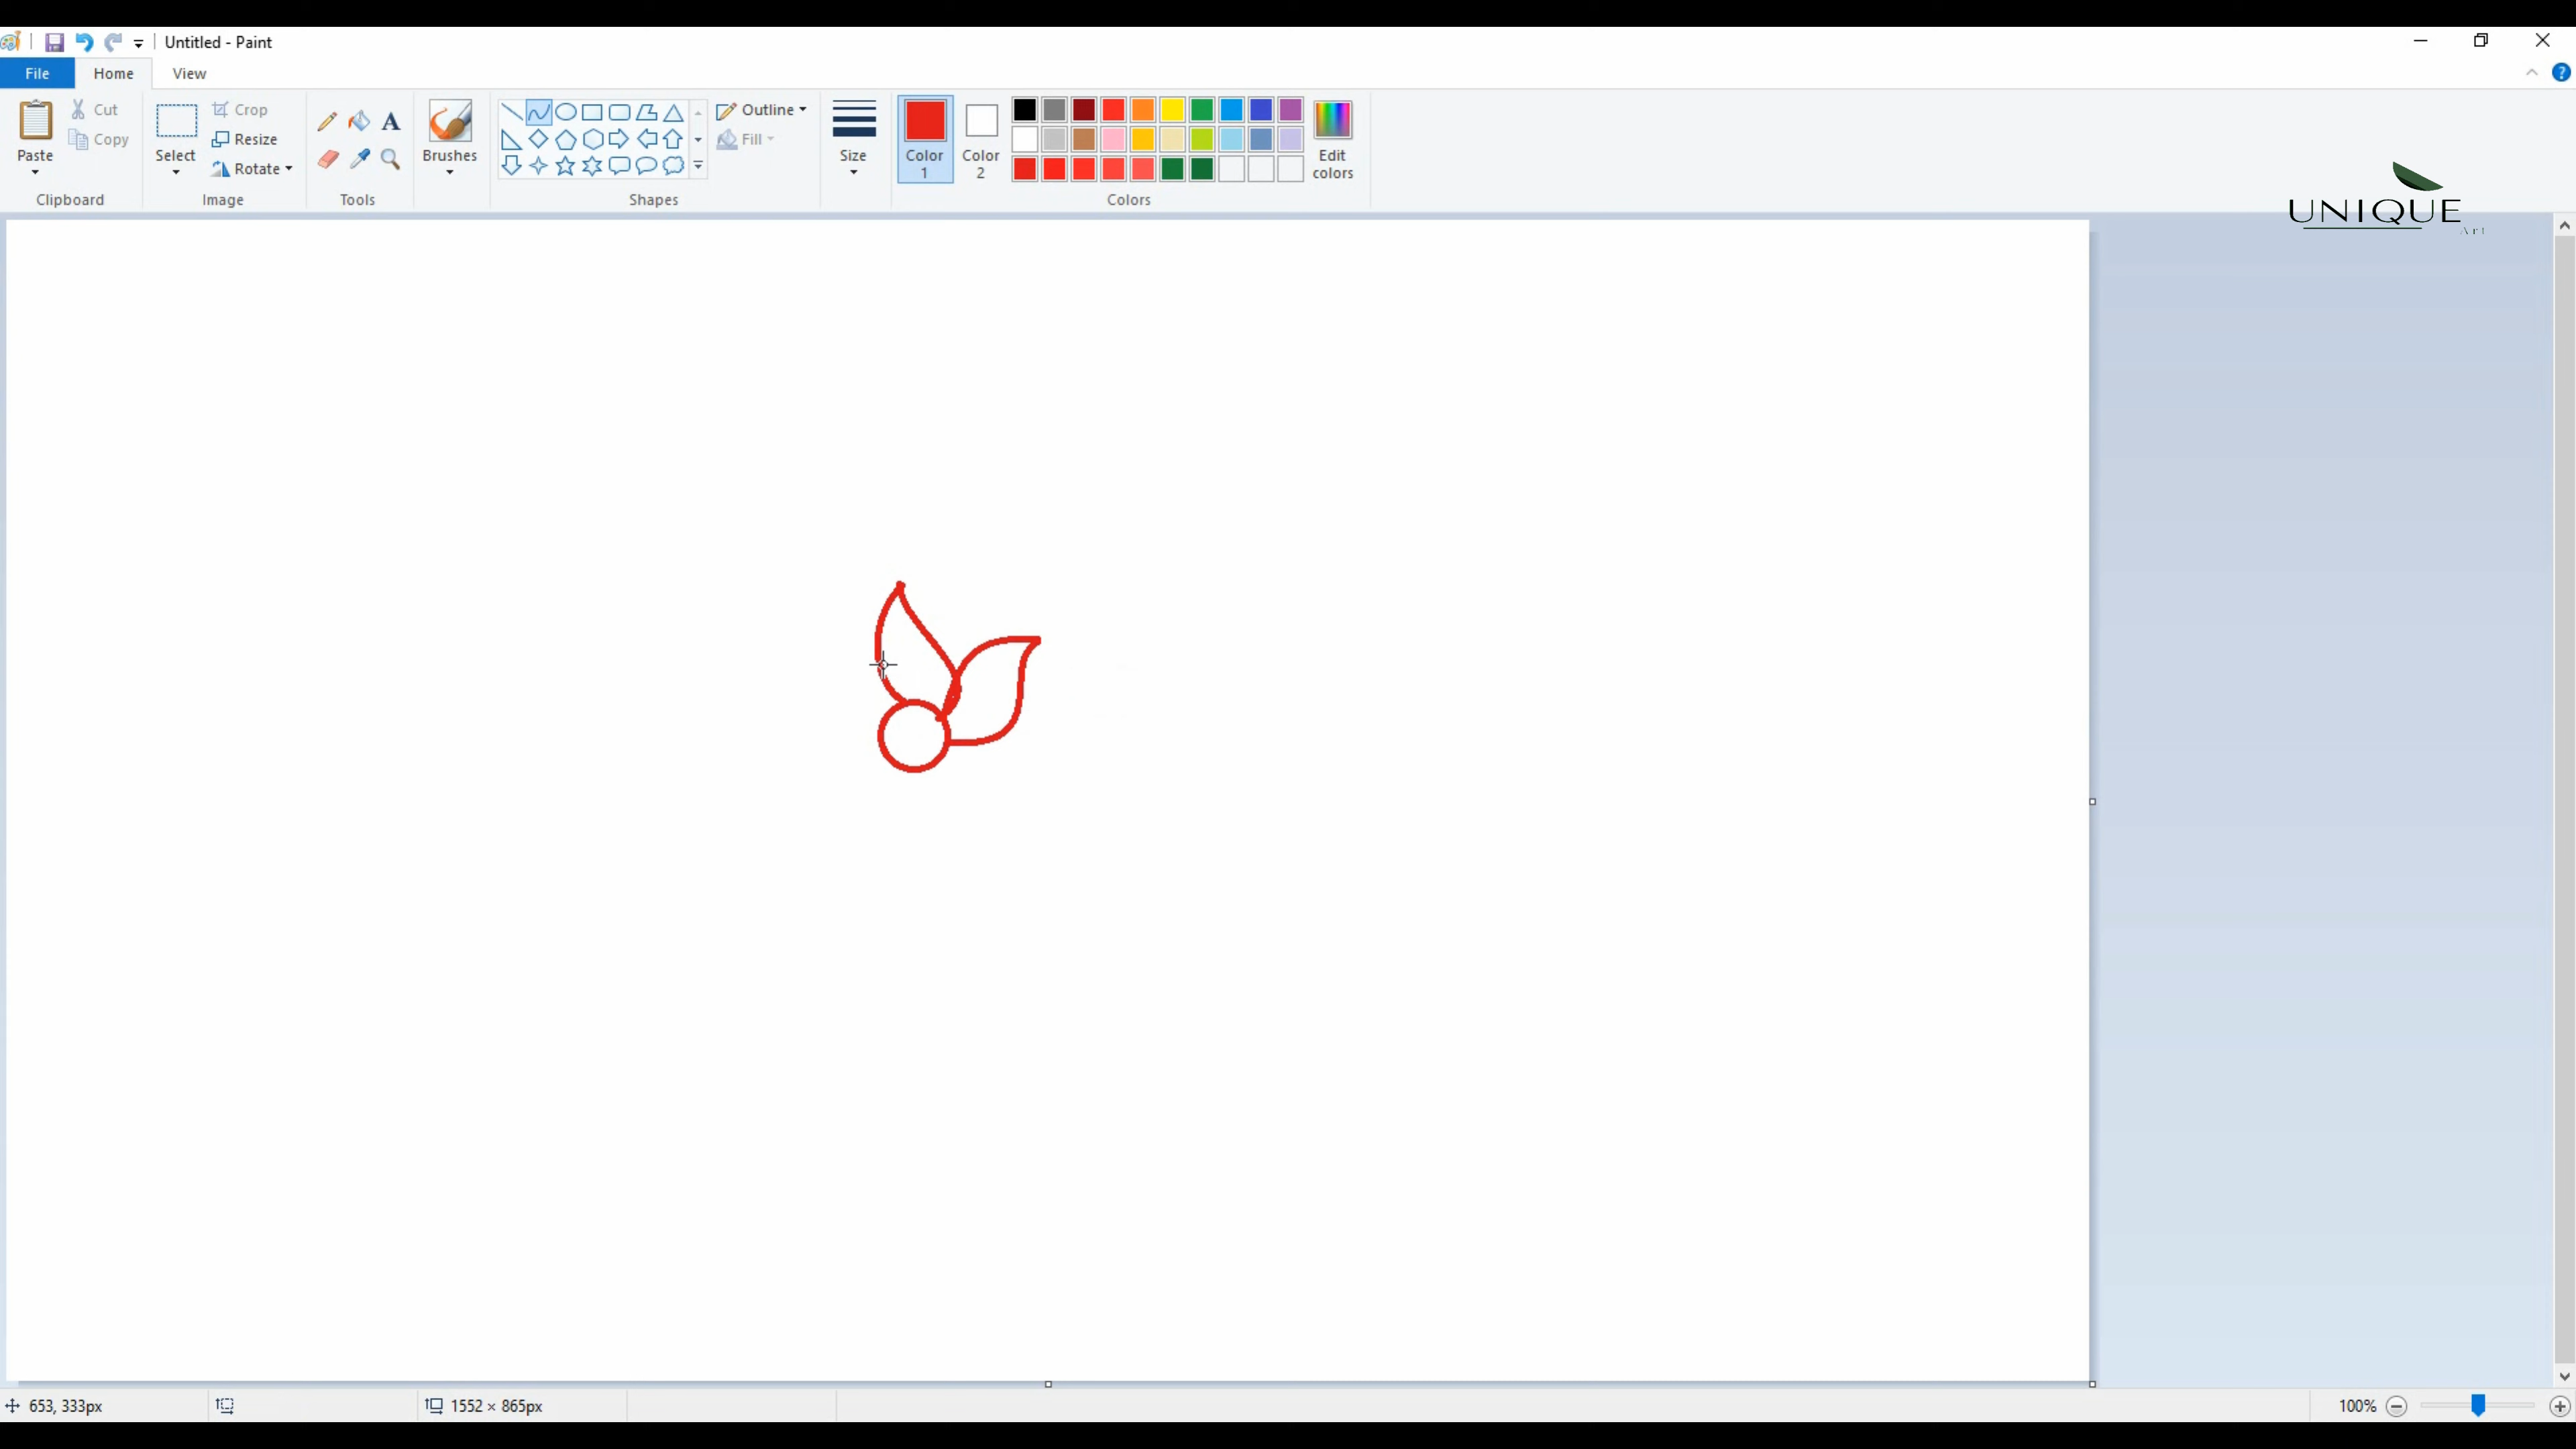 Untitled - Paint
File Home View
Paste
Cut
Copy
Clipboard
Select
Crop
Resize
Rotate
Image
A
Tools
Brushes
Shapes
Outline
Fill
Size
Color
1
Color
2
Edit
colors
Colors
UNIQUE
Art
653, 333px
1552 × 865px
100%